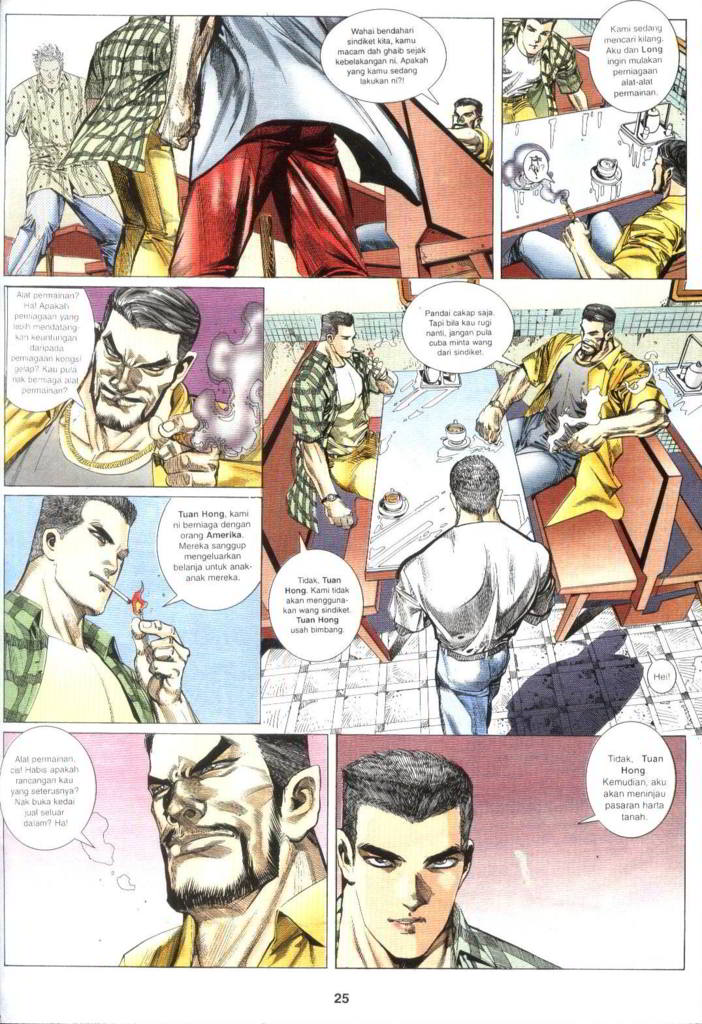 Wahai bendahari
sindiket kita, kamu
macam dah ghaib sejak
kebelakangan ni. Apakah
yang kamu sedang
lakukan ni?!
Kami sedang
mencari kilang.
Aku dan Long
ingin mulakan
perniagaan
alat-alat
permainan.
Alat permainan?
Ha! Apakah
perniagaan yang
lebih mendatang-
kan keuntungan
daripada
perniagaan kongsi
gelap? Kau pula
nak berniaga alat
permainan?
Pandai cakap saja.
Tapi bila kau rugi
nanti, jangan pula
cuba minta wang
dari sindiket.
Tuan Hong, kami
ni berniaga dengan
orang Amerika.
Mereka sanggup
mengeluarkan
belanja untuk anak-
anak mereka.
Tidak, Tuan
Hong. Kami tidak
akan mengguna-
kan wang sindiket.
Tuan Hong
usah bimbang.
Hei!
Alat permainan,
cis! Habis apakah
rancangan kau
yang seterusnya?
Nak buka kedai
jual seluar
dalam? Ha!
Tidak, Tuan
Hong
Kemudian, aku
akan meninjau
pasaran harta
tanah.
25